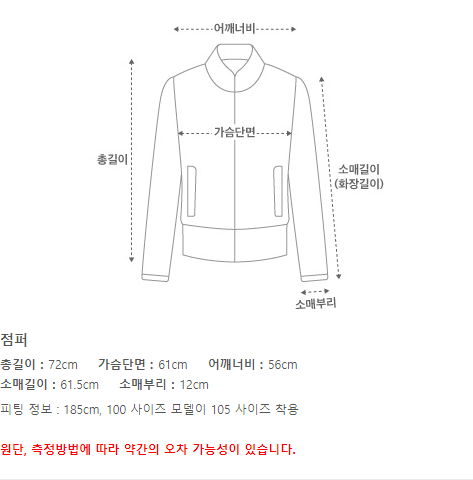 어깨너비
가슴단면
총길이
소매길이
(화장길이)
소매부리
점퍼
총길이 : 72cm 가슴단면 : 61cm 어깨너비 : 56cm
소매길이 : 61.5cm 소매부리 : 12cm
피팅 정보 : 185cm, 100 사이즈 모델이 105 사이즈 착용
원단, 측정방법에 따라 약간의 오차 가능성이 있습니다.